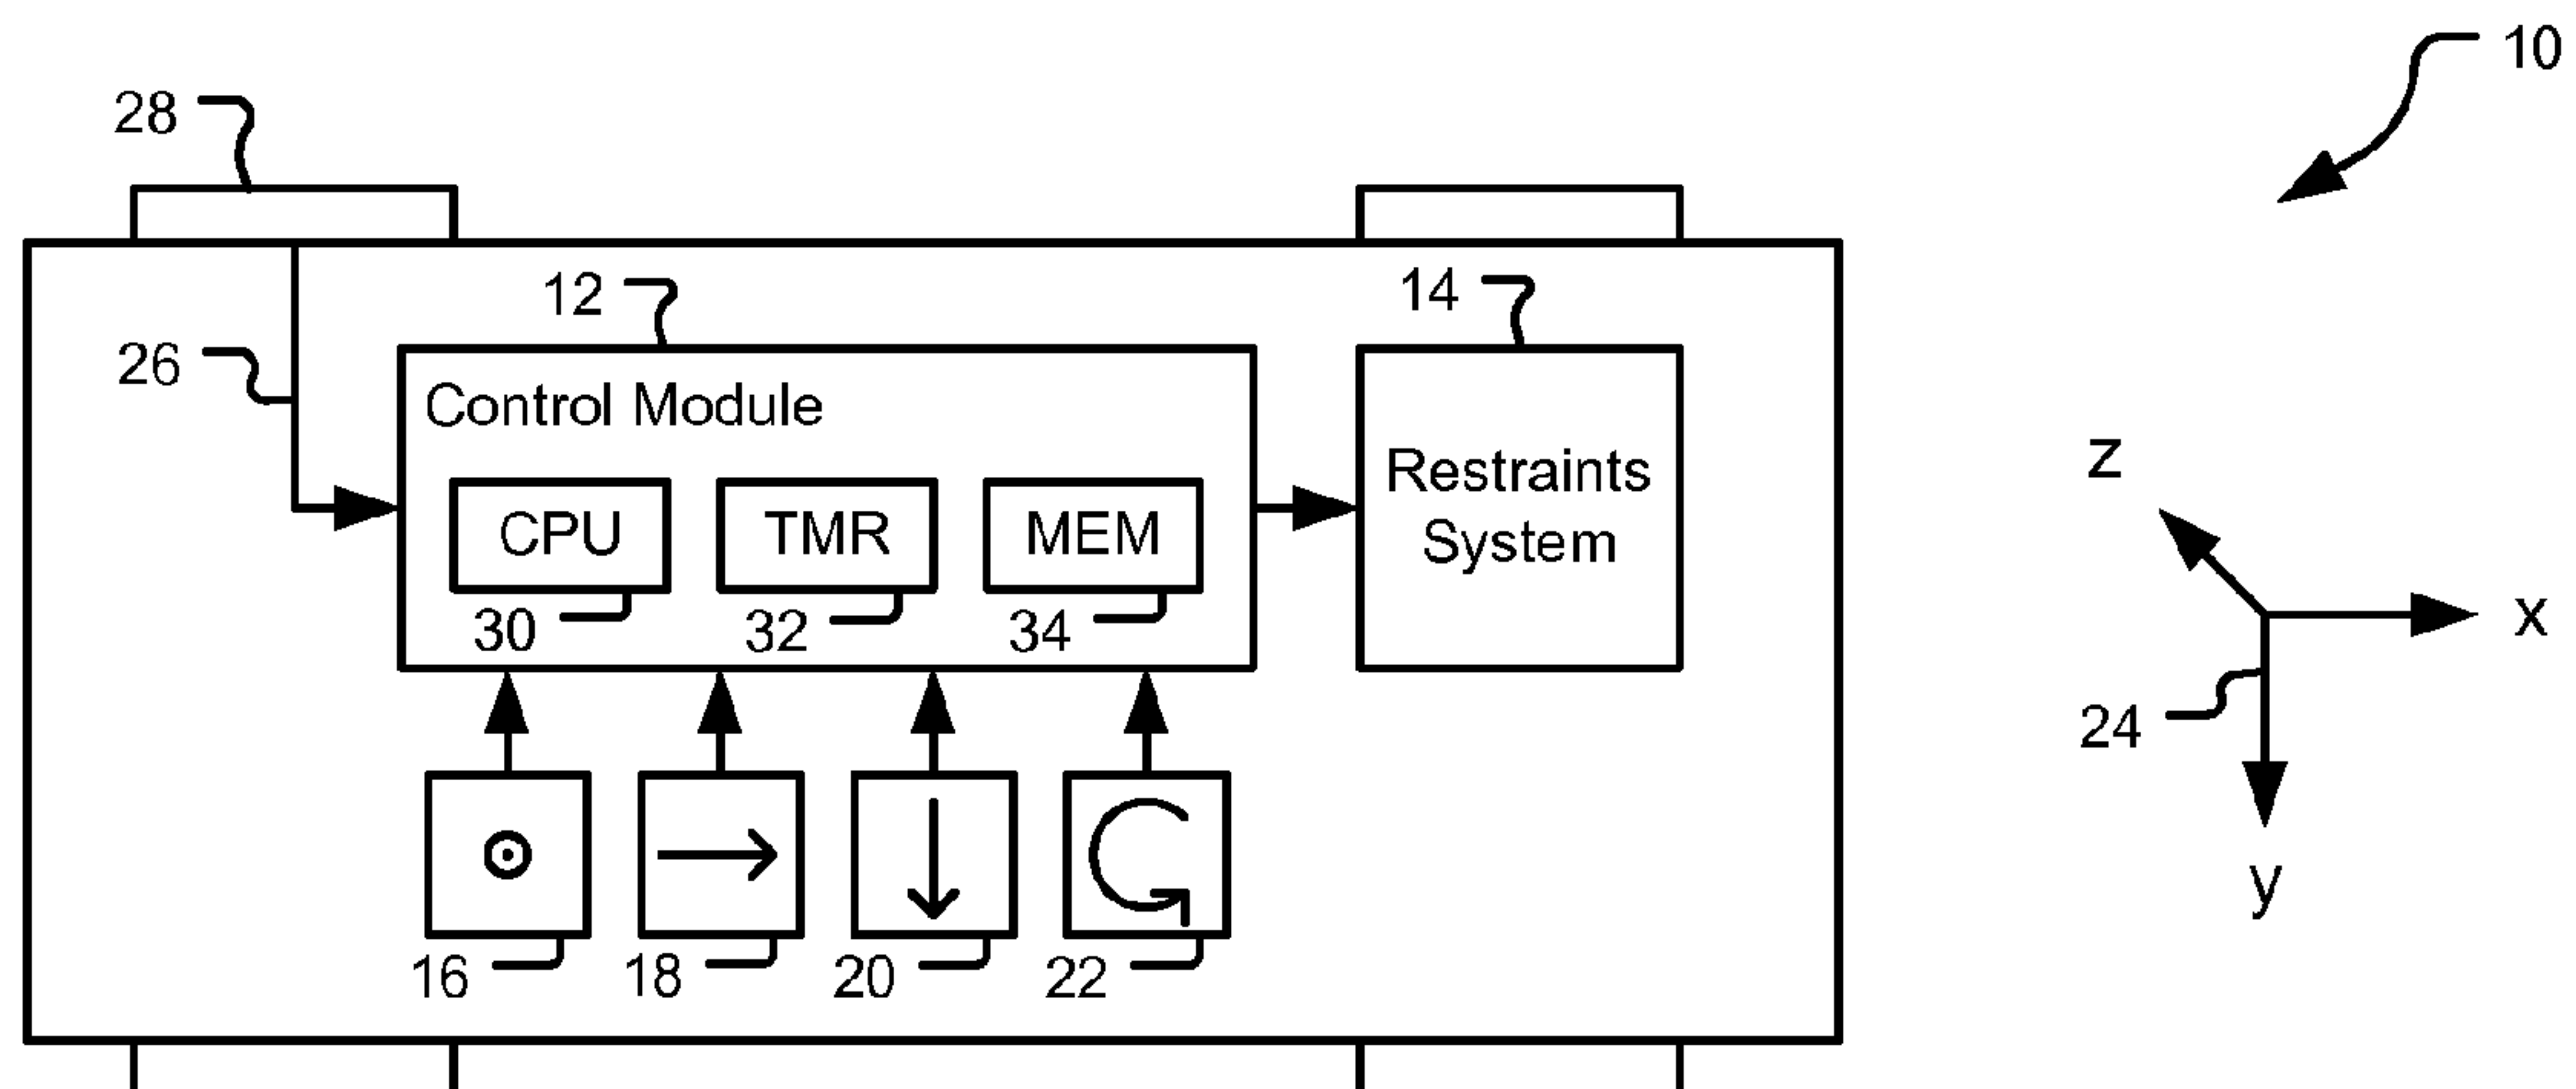 10
28
12
14
26
Control Module
Restraints
System
CPU
TMR
MEM
30
32
34
z
x
24
y
16
18
20
22